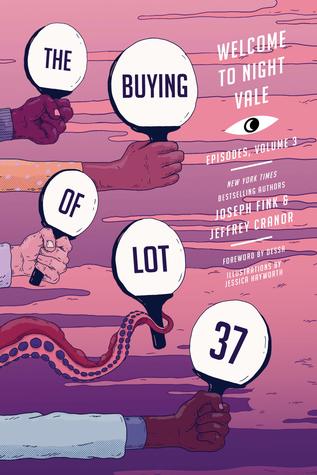 THE
BUYING
OF
LOT
37
WELCOME
TO NIGHT
VALE
EPISODES, VOLUME 3
NEW YORK TIMES
BESTSELLING AUTHORS
JOSEPH FINK &
JEFFREY CRANOR
FOREWORD BY DESSA
ILLUSTRATIONS BY
JESSICA HAYWORTH